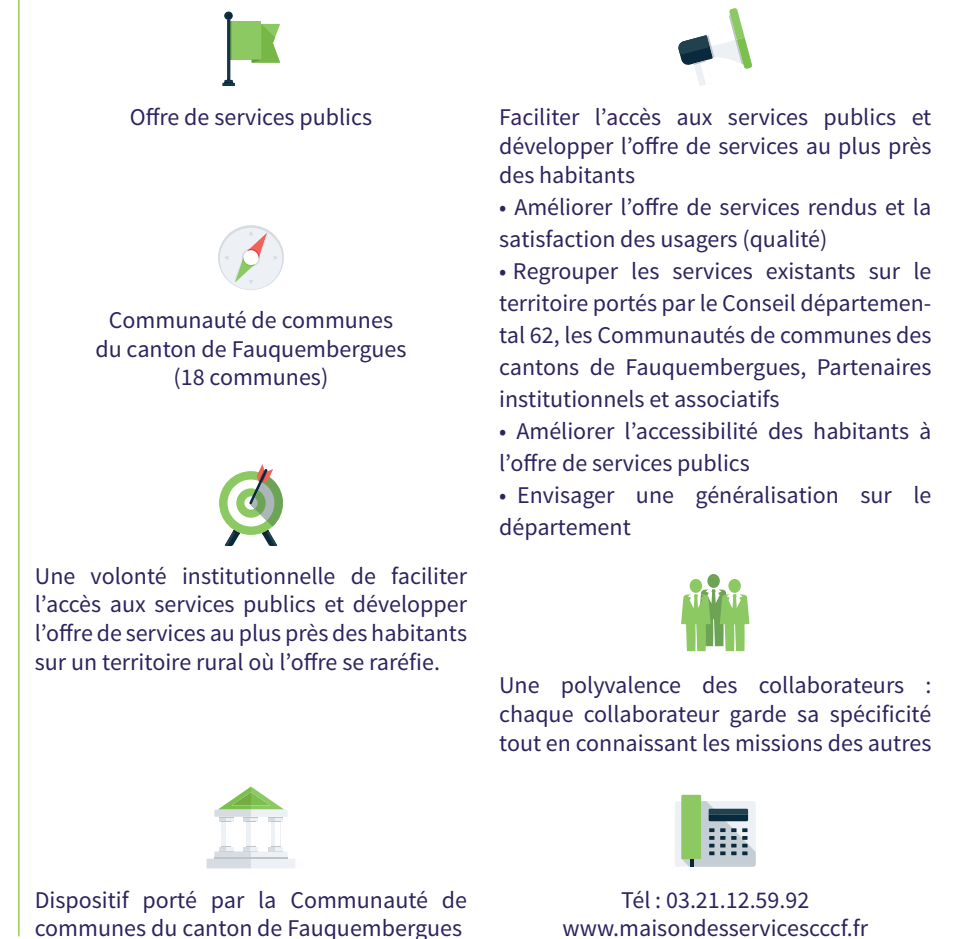 Offre de services publics
Communauté de communes
du canton de Fauquembergues
(18 communes)
Une volonté institutionnelle de faciliter
l’accès aux services publics et développer
l’offre de services au plus près des habitants
sur un territoire rural où l’offre se raréfie.
Dispositif porté par la Communauté de
communes du canton de Fauquembergues
Faciliter l’accès aux services publics et
développer l’offre de services au plus près
des habitants
• Améliorer l’offre de services rendus et la
satisfaction des usagers (qualité)
• Regrouper les services existants sur le
territoire portés par le Conseil départemen-
tal 62, les Communautés de communes des
cantons de Fauquembergues, Partenaires
institutionnels et associatifs
• Améliorer l’accessibilité des habitants à
l’offre de services publics
• Envisager une généralisation sur le
département
Une polyvalence des collaborateurs :
chaque collaborateur garde sa spécificité
tout en connaissant les missions des autres
Tél : 03.21.12.59.92
www.maisondesservicescccf.fr